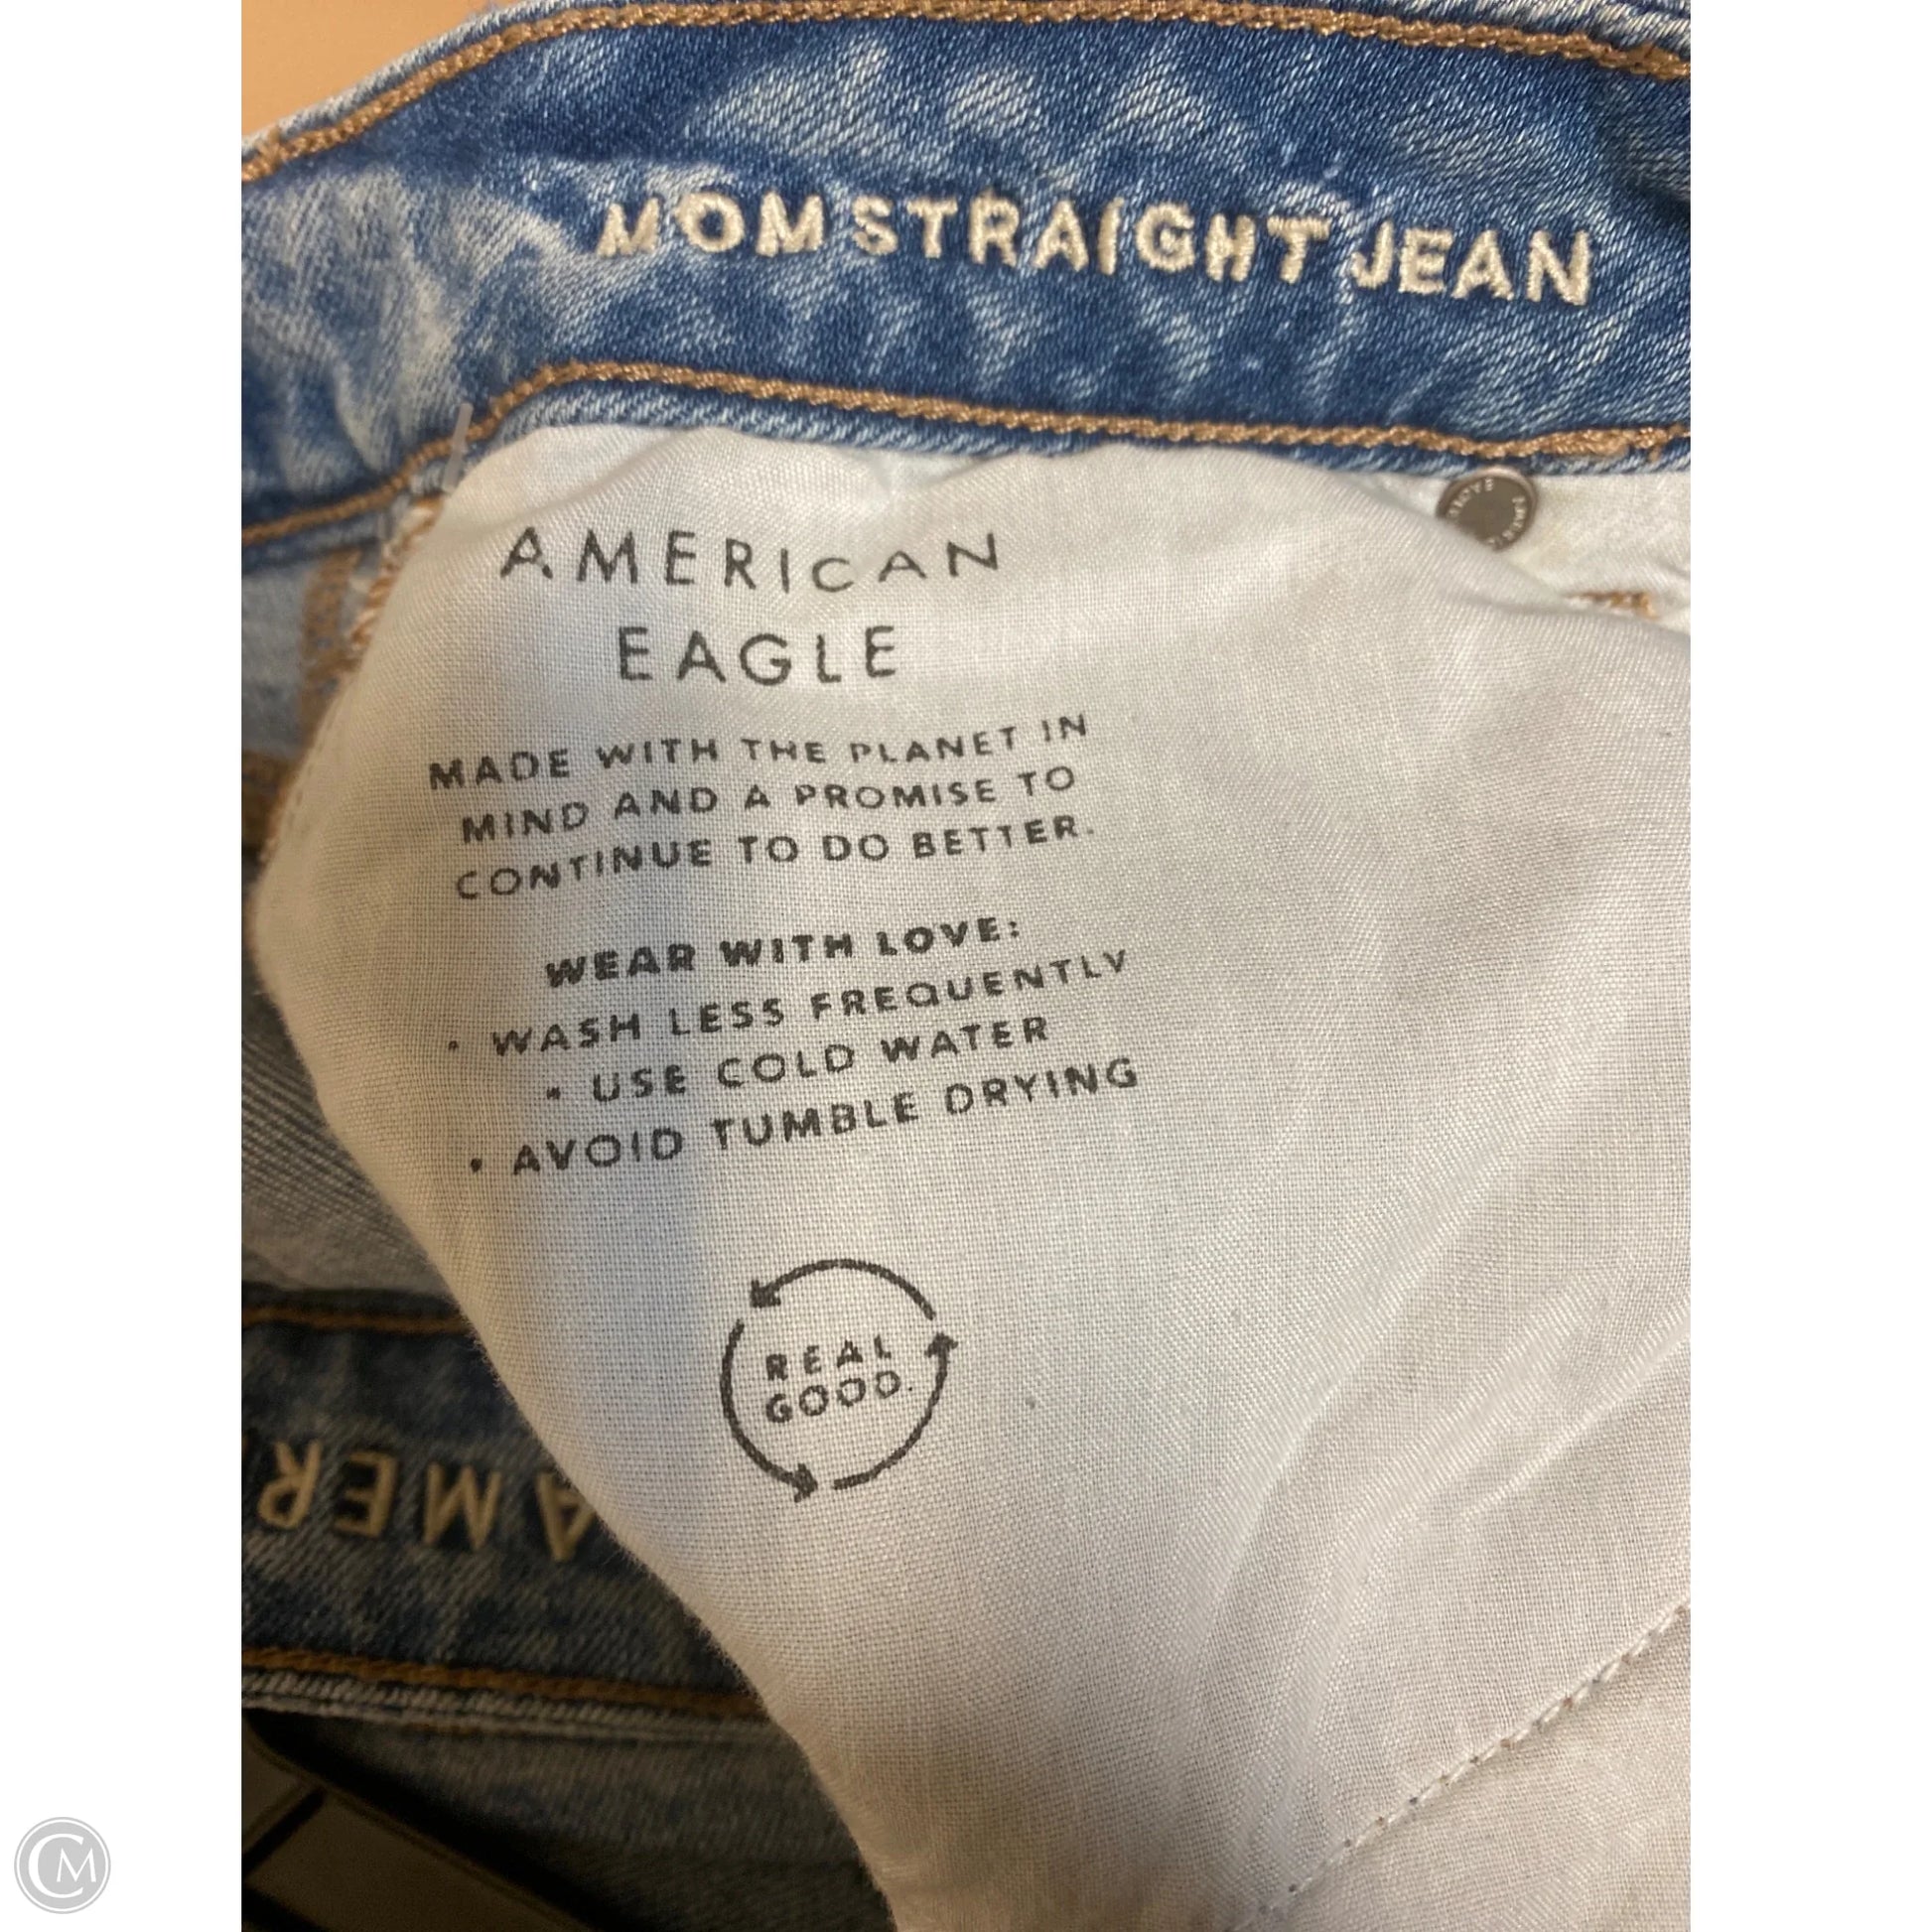 MOM STRAIGHT JEAN
AMERICAN
EAGLE
MADE WITH THE PLANET IN
MIND AND A PROMISE TO
CONTINUE TO DO BETTER.
WEAR WITH LOVE:
• WASH LESS FREQUENTLY
• USE COLD WATER
• AVOID TUMBLE DRYING
REAL
GOOD.
AMER
CM